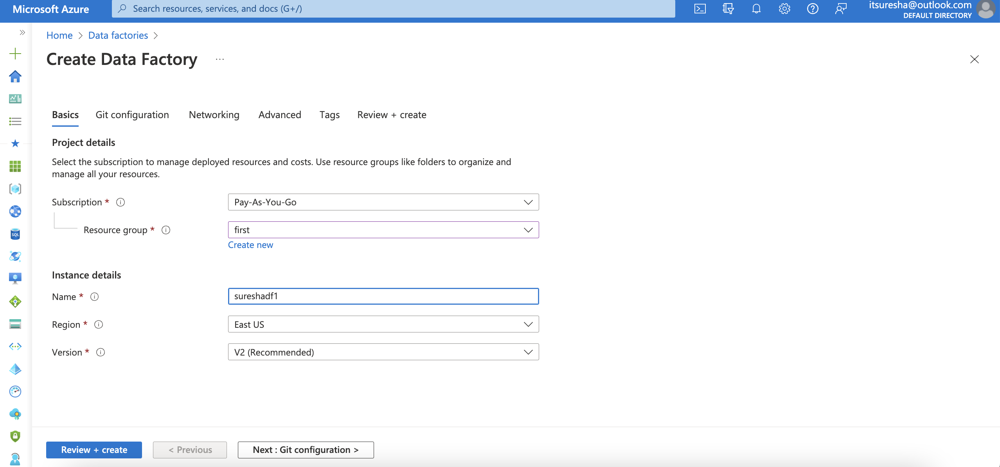 Microsoft Azure
Search resources, services, and docs (G+/)
itsuresha@outlook.com
DEFAULT DIRECTORY
Home > Data factories >
Create Data Factory ...
Basics Git configuration Networking Advanced Tags Review + create
Project details
Select the subscription to manage deployed resources and costs. Use resource groups like folders to organize and
manage all your resources.
Subscription * Pay-As-You-Go
Resource group * first
Create new
Instance details
Name * sureshadf1
Region * East US
Version * V2 (Recommended)
SQL
Review + create < Previous Next : Git configuration >